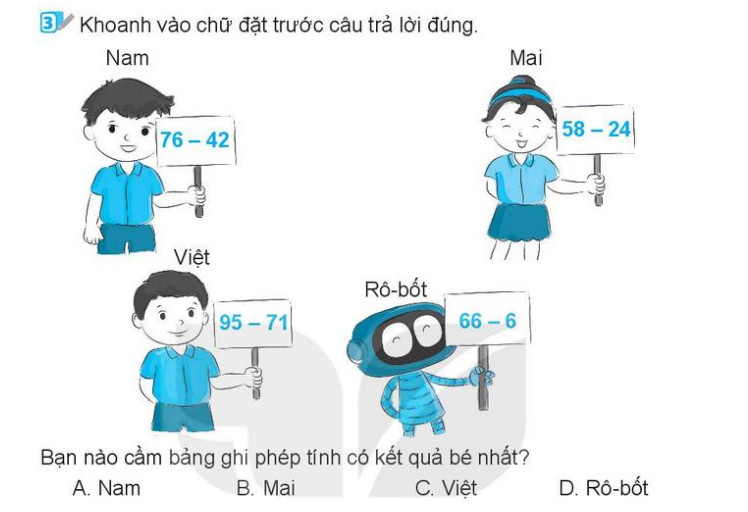 3 Khoanh vào chữ đặt trước câu trả lời đúng.
Nam
Mai
76 – 42
58 – 24
Việt
Rô-bốt
95 – 71
66 – 6
Bạn nào cầm bảng ghi phép tính có kết quả bé nhất?
A. Nam B. Mai C. Việt D. Rô-bốt